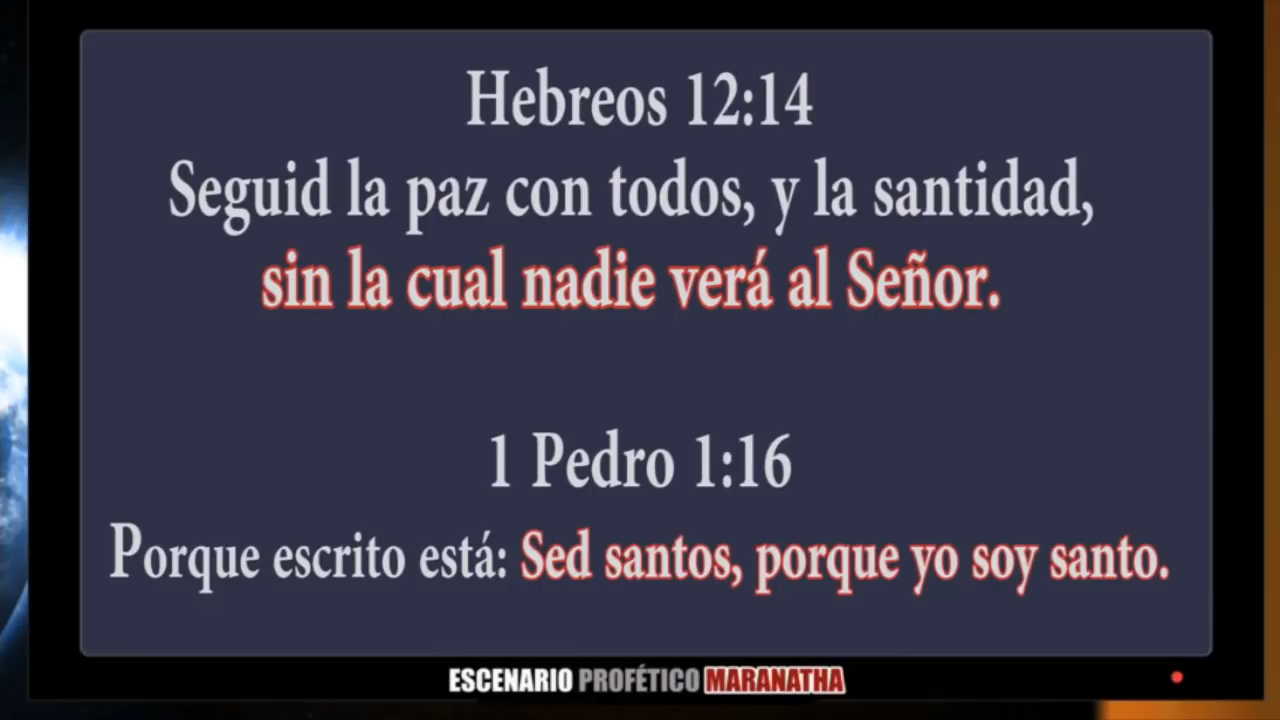 Hebreos 12:14
Seguid la paz con todos, y la santidad,
sin la cual nadie verá al Señor.
1 Pedro 1:16
Porque escrito está: Sed santos, porque yo soy santo.
ESCENARIO PROFÉTICO MARANATHA